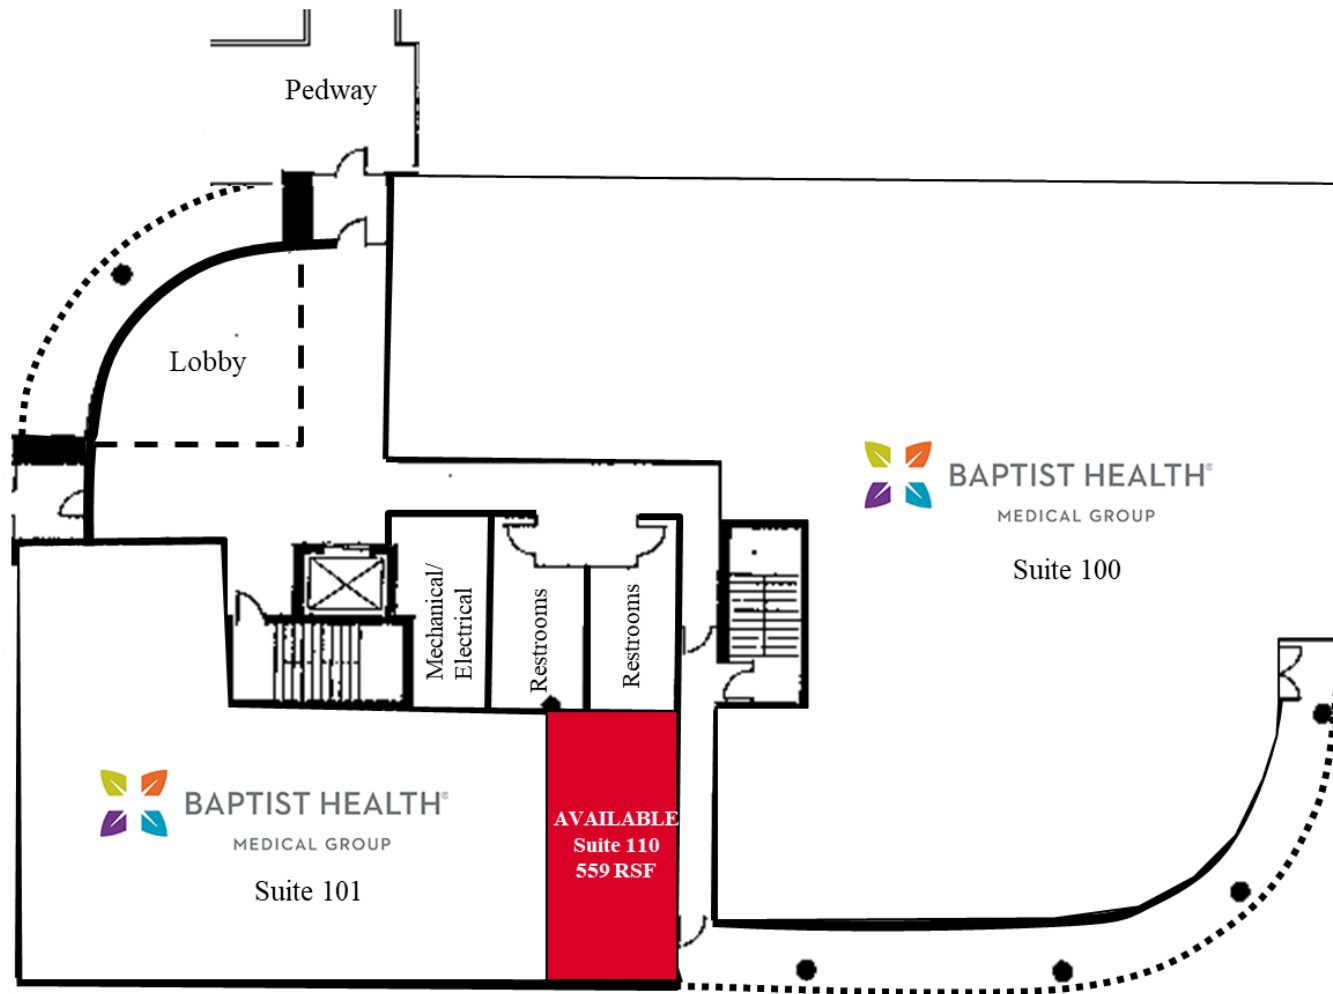 Pedway
Lobby
BAPTIST HEALTH®
MEDICAL GROUP
Suite 100
Mechanical/
Electrical
Restrooms
Restrooms
BAPTIST HEALTH®
MEDICAL GROUP
Suite 101
AVAILABLE
Suite 110
559 RSF